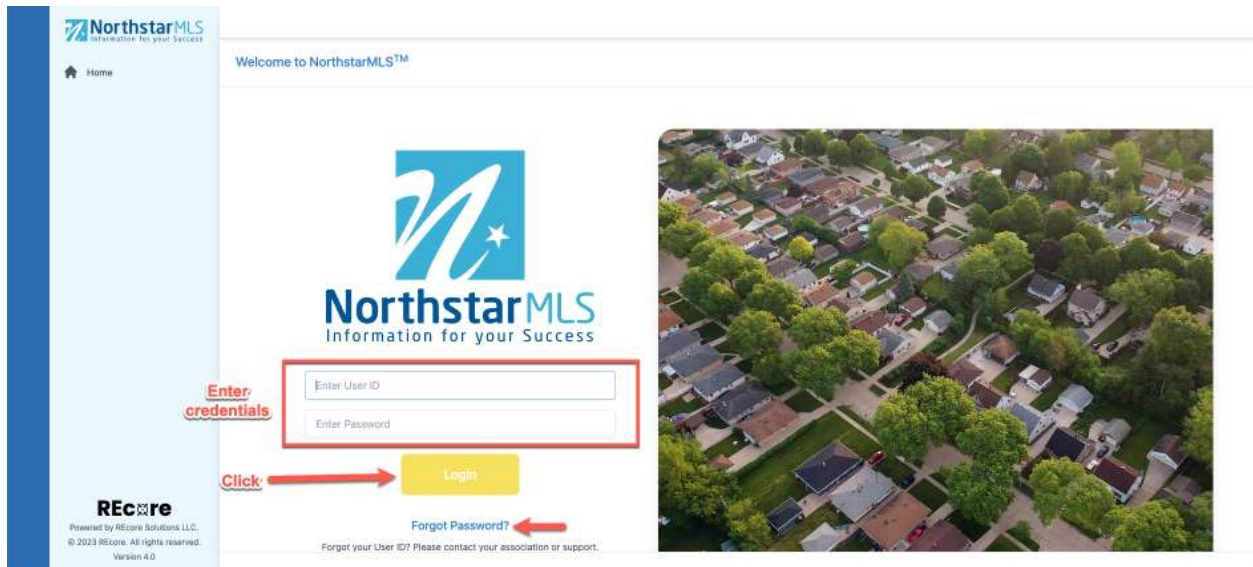 NorthstarMLS
Information for your Success
Home
Welcome to NorthstarMLS™
NorthstarMLS
Information for your Success
Enter credentials
Enter User ID
Enter Password
Click
Login
Forgot Password?
Forgot your User ID? Please contact your association or support.
REcore
Powered by REcore Solutions LLC.
© 2023 REcore. All rights reserved.
Version 4.0